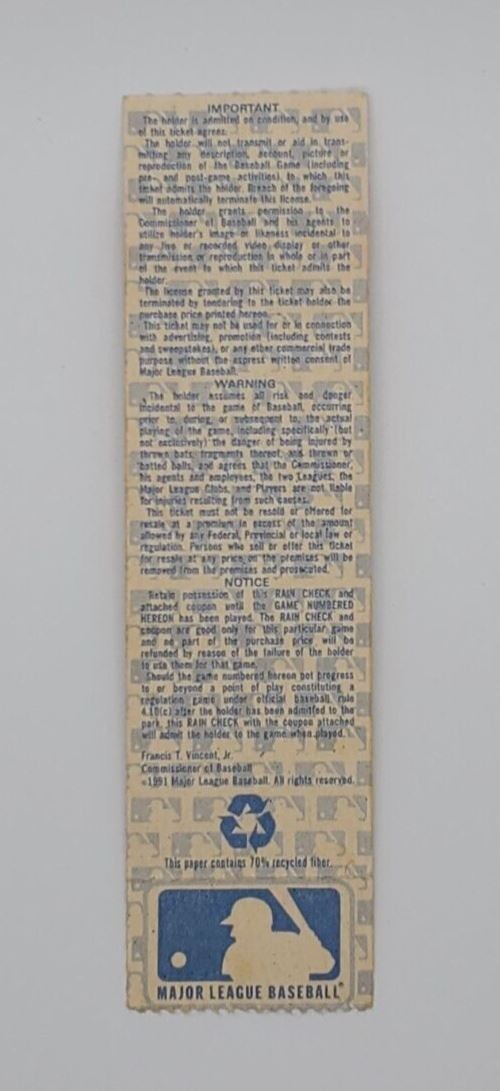 IMPORTANT
The holder is admitted on condition, and by use
of this ticket agrees:
The holder will not transmit or aid in trans-
mitting any description, account, picture or
reproduction of the Baseball Game (including
pre- and post-game activities) to which this
ticket admits the holder. Breach of the foregoing
will automatically terminate this license.
The holder grants permission to the
Commissioner of Baseball and his agents to
utilize holder's image or likeness incidental to
any live or recorded video display or other
transmission or reproduction in whole or in part
of the event to which this ticket admits the
holder.
The license granted by this ticket may also be
terminated by tendering to the ticket holder the
purchase price printed hereon.
This ticket may not be used for or in connection
with advertising, promotion (including contests
and sweepstakes), or any other commercial trade
purpose without the express written consent of
Major League Baseball.
WARNING
The holder assumes all risk and danger
incidental to the game of Baseball, occurring
prior to, during, or subsequent to, the actual
playing of the game, including specifically (but
not exclusively) the danger of being injured by
thrown bats, fragments thereof, and thrown or
batted balls, and agrees that the Commissioner,
his agents and employees, the two Leagues, the
Major League Clubs, and Players are not liable
for injuries resulting from such causes.
This ticket must not be resold or offered for
resale at a premium in excess of the amount
allowed by any Federal, Provincial or local law or
regulation. Persons who sell or offer this ticket
for resale at any price on the premises will be
removed from the premises and prosecuted.
NOTICE
Retain possession of this RAIN CHECK and
attached coupon until the GAME NUMBERED
HEREON has been played. The RAIN CHECK and
coupon are good only for this particular game
and no part of the purchase price will be
refunded by reason of the failure of the holder
to use them for that game.
Should the game numbered hereon not progress
to or beyond a point of play constituting a
regulation game under official baseball rule
4.10(c) after the holder has been admitted to the
park, this RAIN CHECK with the coupon attached
will admit the holder to the game when played.
Francis T. Vincent, Jr.
Commissioner of Baseball
©1991 Major League Baseball. All rights reserved.
This paper contains 70% recycled fiber.
MAJOR LEAGUE BASEBALL